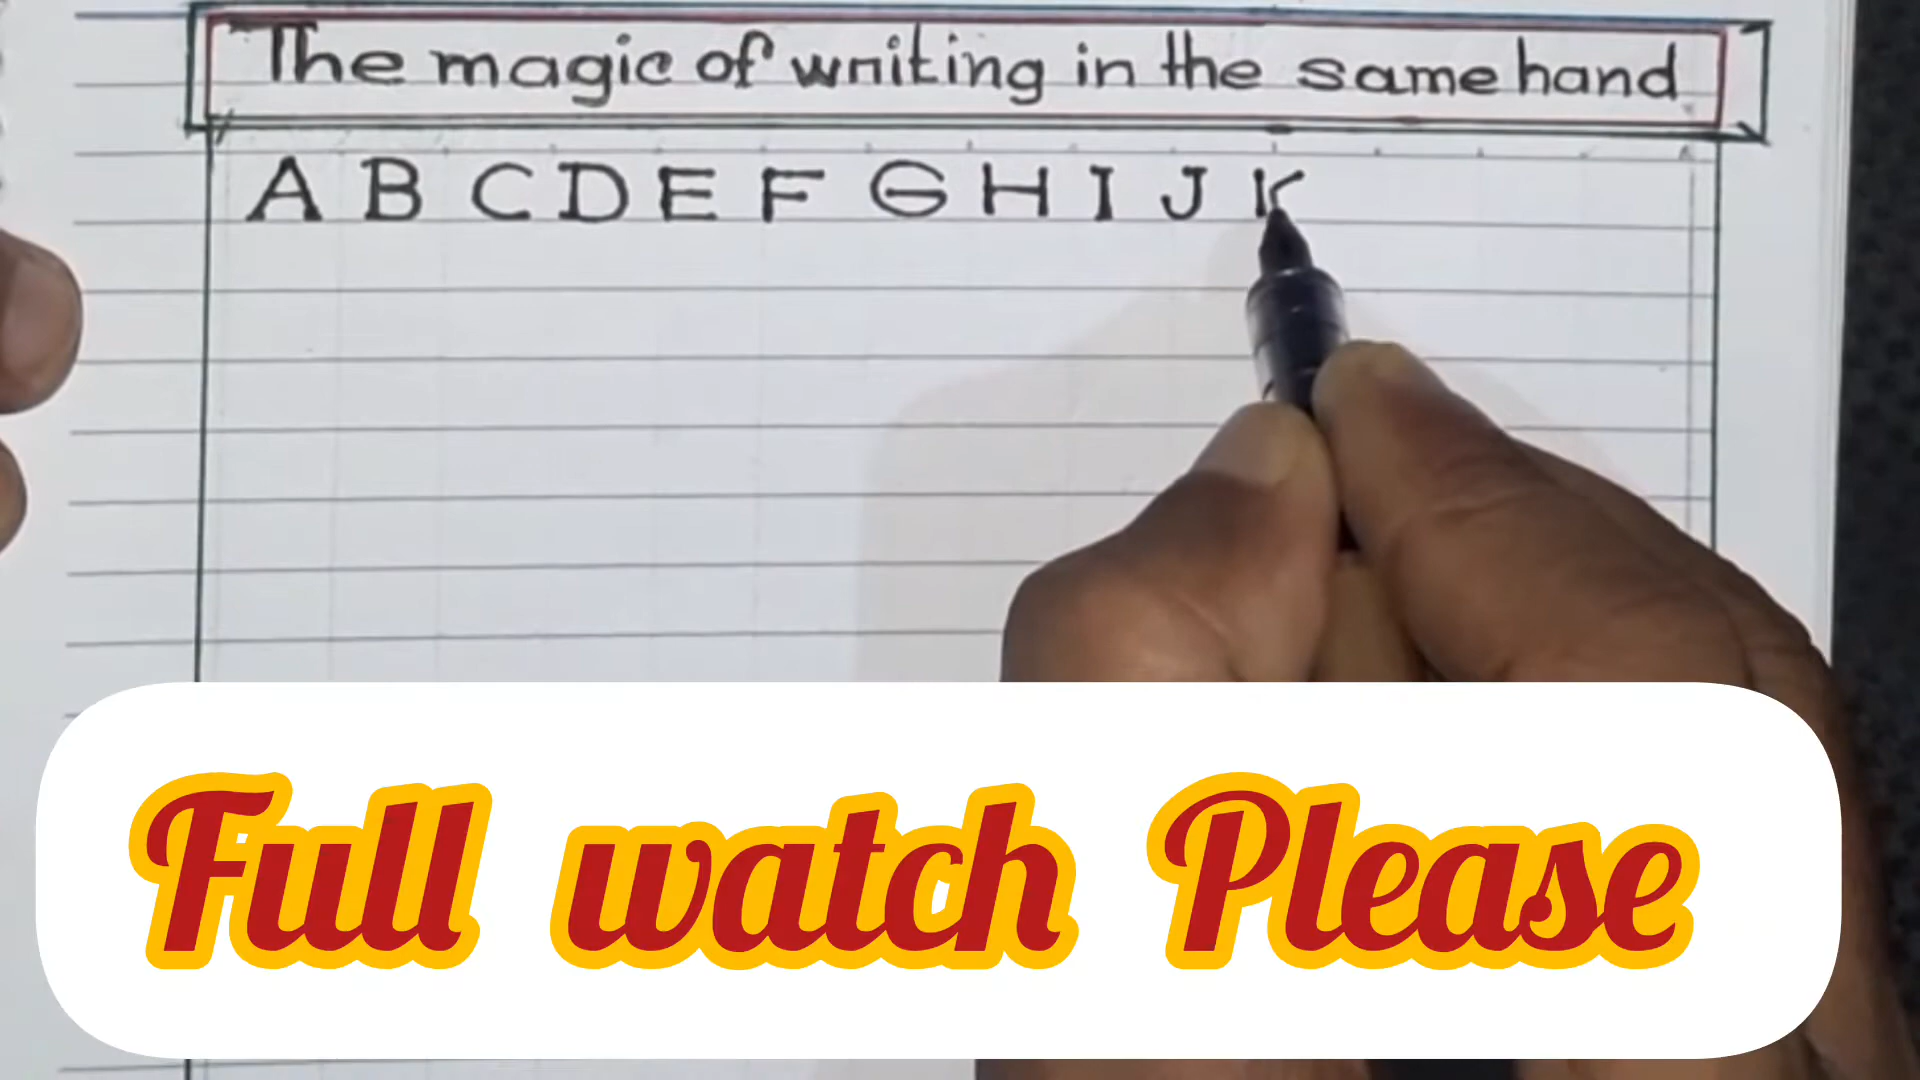 The magic of writing in the same hand
A B C D E F G H I J K
Full watch Please